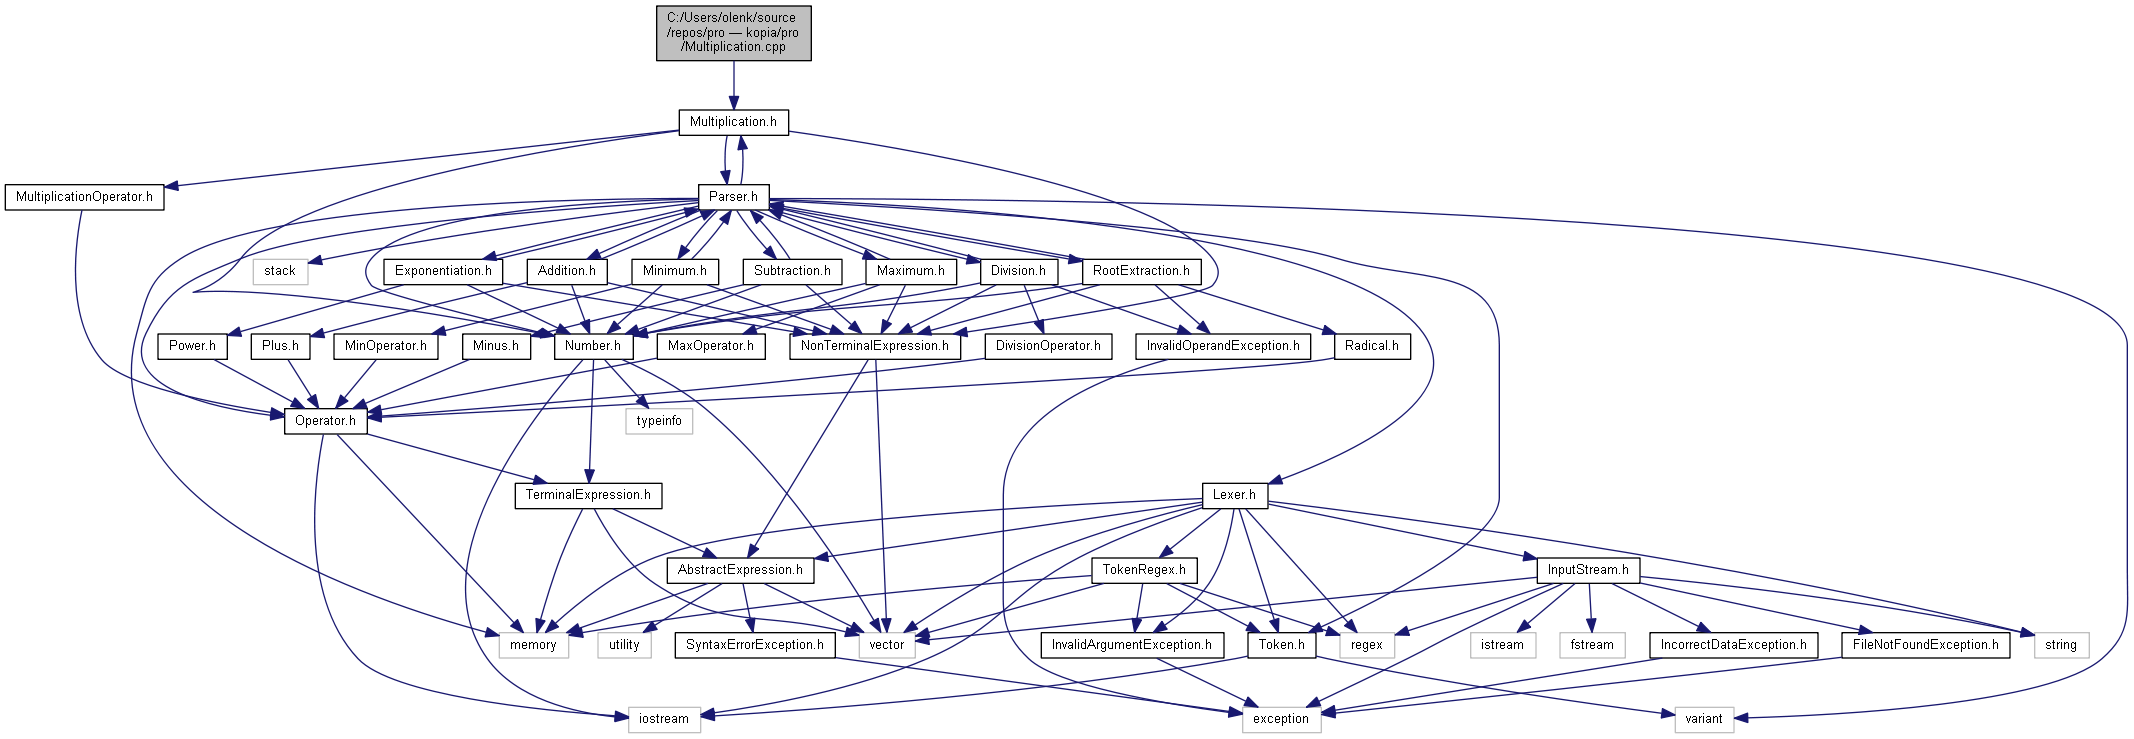 C:/Users/olenk/source
/repos/pro — kopia/pro
/Multiplication.cpp
Multiplication.h
MultiplicationOperator.h
Parser.h
stack
Exponentiation.h
Addition.h
Minimum.h
Subtraction.h
Maximum.h
Division.h
RootExtraction.h
Power.h
Plus.h
MinOperator.h
Minus.h
Number.h
MaxOperator.h
NonTerminalExpression.h
DivisionOperator.h
InvalidOperandException.h
Radical.h
Operator.h
typeinfo
TerminalExpression.h
Lexer.h
AbstractExpression.h
TokenRegex.h
InputStream.h
memory
utility
SyntaxErrorException.h
vector
InvalidArgumentException.h
Token.h
regex
istream
fstream
IncorrectDataException.h
FileNotFoundException.h
string
iostream
exception
variant